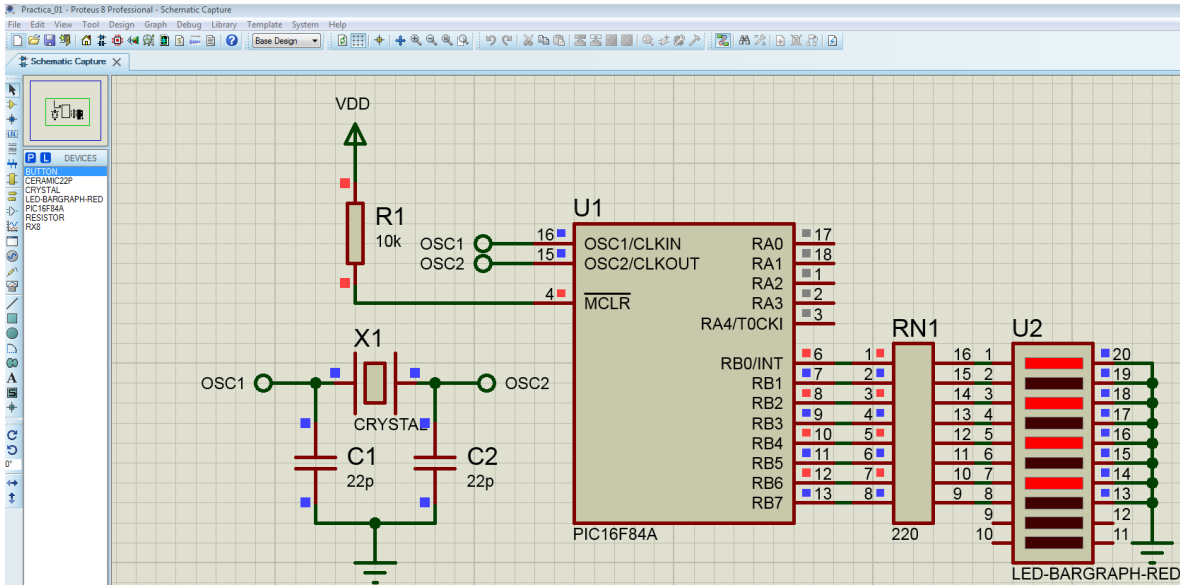 Practica_01 - Proteus 8 Professional - Schematic Capture
File Edit View Tool Design Graph Debug Library Template System Help
Base Design
Schematic Capture
P L DEVICES
BUTTON
CERAMIC22P
CRYSTAL
LED-BARGRAPH-RED
PIC16F84A
RESISTOR
RX8
A
0°
VDD
R1
10k
OSC1
OSC2
X1
OSC1
OSC2
CRYSTAL
C1
22p
C2
22p
U1
16 OSC1/CLKIN
15 OSC2/CLKOUT
4 MCLR
RA0 17
RA1 18
RA2 1
RA3 2
RA4/T0CKI 3
RB0/INT 6
RB1 7
RB2 8
RB3 9
RB4 10
RB5 11
RB6 12
RB7 13
PIC16F84A
RN1
1 16
2 15
3 14
4 13
5 12
6 11
7 10
8 9
220
U2
1 20
2 19
3 18
4 17
5 16
6 15
7 14
8 13
9 12
10 11
LED-BARGRAPH-RED